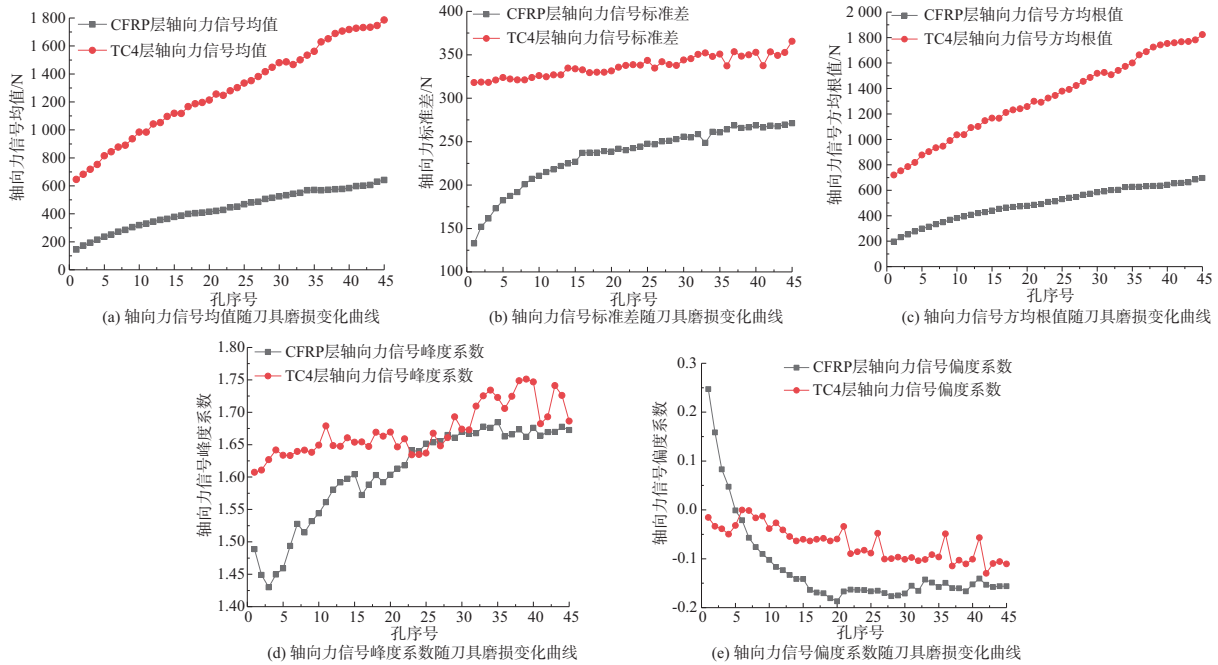 1 800
1 600
1 400
1 200
1 000
800
600
400
200
0
轴向力信号均值/N
CFRP层轴向力信号均值
TC4层轴向力信号均值
0 5 10 15 20 25 30 35 40 45
孔序号
(a) 轴向力信号均值随刀具磨损变化曲线
400
350
300
250
200
150
100
轴向力标准差/N
CFRP层轴向力信号标准差
TC4层轴向力信号标准差
0 5 10 15 20 25 30 35 40 45
孔序号
(b) 轴向力信号标准差随刀具磨损变化曲线
2 000
1 800
1 600
1 400
1 200
1 000
800
600
400
200
0
轴向力信号方均根值/N
CFRP层轴向力信号方均根值
TC4层轴向力信号方均根值
0 5 10 15 20 25 30 35 40 45
孔序号
(c) 轴向力信号方均根值随刀具磨损变化曲线
1.80
1.75
1.70
1.65
1.60
1.55
1.50
1.45
1.40
轴向力信号峰度系数
CFRP层轴向力信号峰度系数
TC4层轴向力信号峰度系数
0 5 10 15 20 25 30 35 40 45
孔序号
(d) 轴向力信号峰度系数随刀具磨损变化曲线
0.3
0.2
0.1
0.0
-0.1
-0.2
轴向力信号偏度系数
CFRP层轴向力信号偏度系数
TC4层轴向力信号偏度系数
0 5 10 15 20 25 30 35 40 45
孔序号
(e) 轴向力信号偏度系数随刀具磨损变化曲线